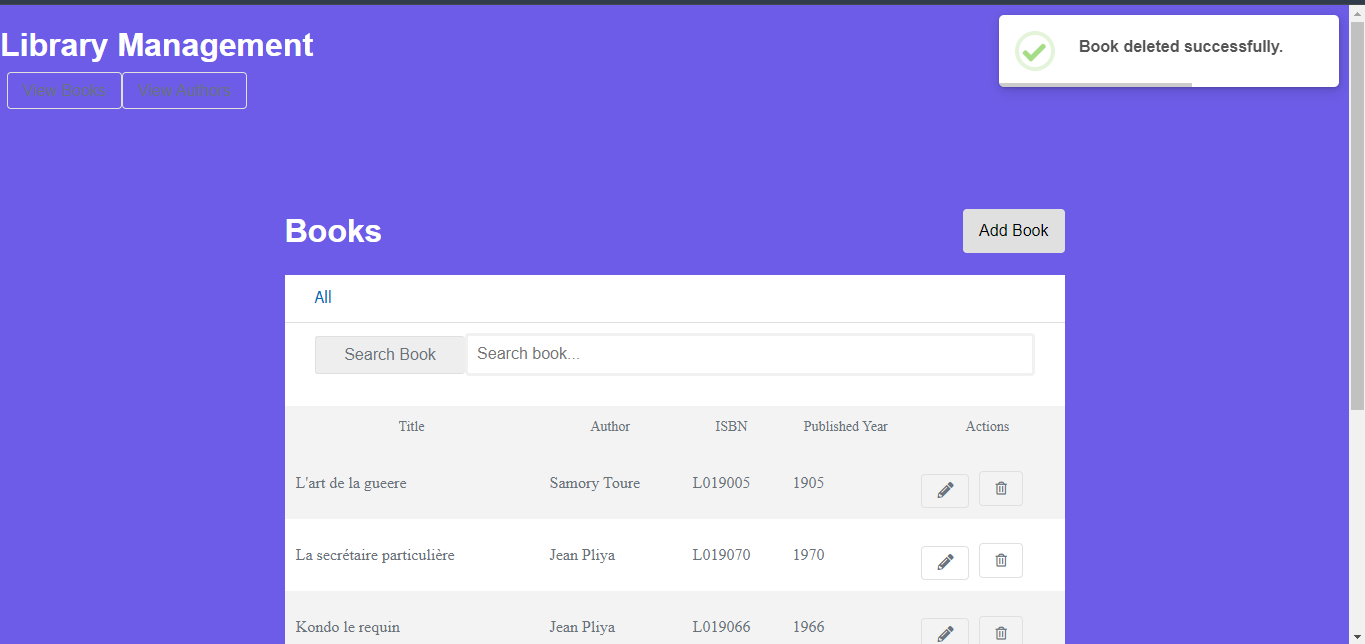 Library Management
Book deleted successfully.
View Books View Authors
Books
Add Book
All
Search Book Search book...
Title Author ISBN Published Year Actions
L'art de la gueere Samory Toure L019005 1905
La secrétaire particulière Jean Pliya L019070 1970
Kondo le requin Jean Pliya L019066 1966